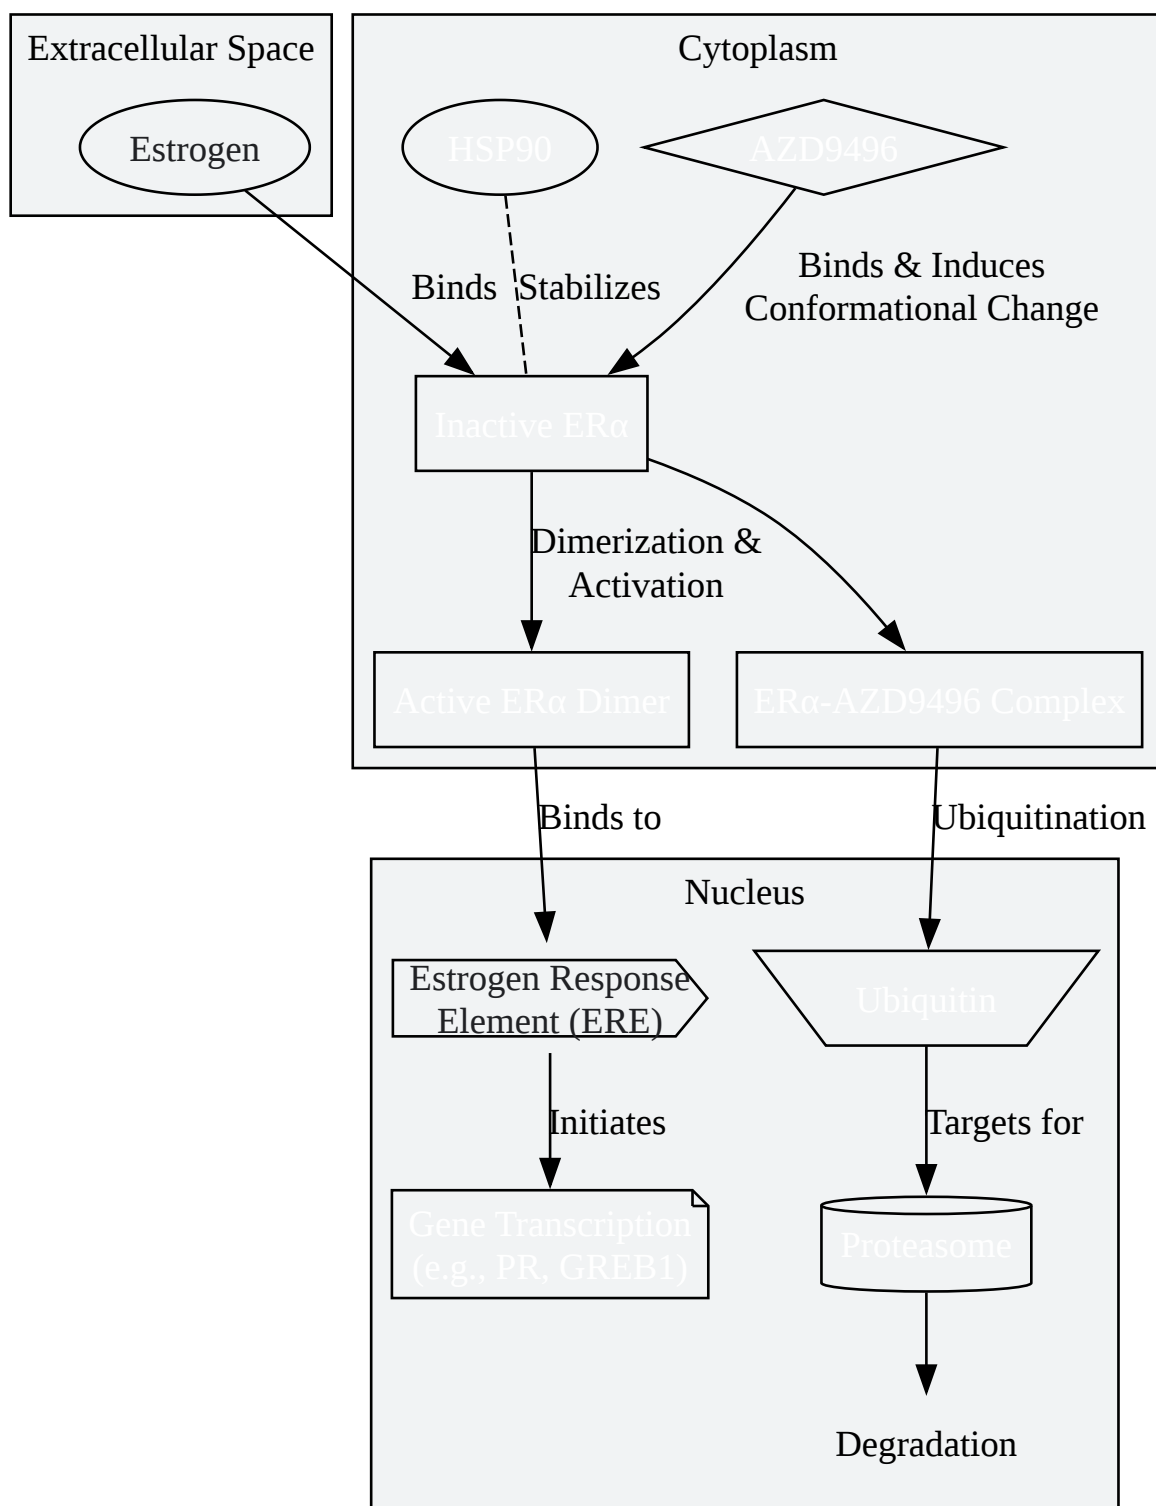 Extracellular Space
Cytoplasm
Estrogen
HSP90
AZD9496
Binds
Stabilizes
Binds & Induces
Conformational Change
Inactive ERα
Dimerization &
Activation
Active ERα Dimer
ERα-AZD9496 Complex
Binds to
Ubiquitination
Nucleus
Estrogen Response
Element (ERE)
Ubiquitin
Initiates
Targets for
Gene Transcription
(e.g., PR, GREB1)
Proteasome
Degradation